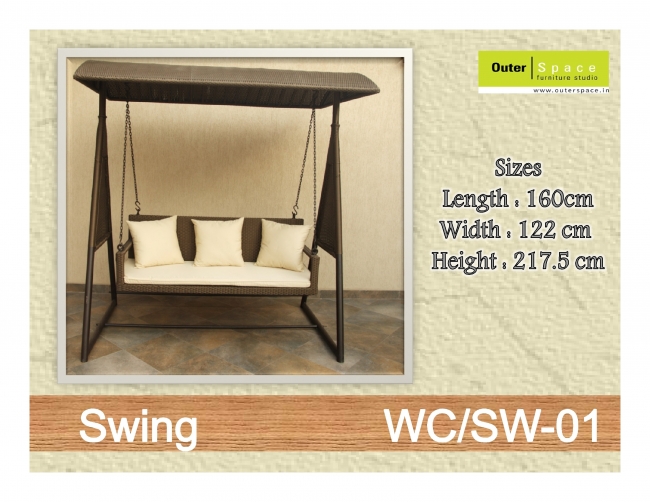 Outer Space
furniture studio
www.outerspace.in
Sizes
Length : 160cm
Width : 122 cm
Height : 217.5 cm
Swing WC/SW-01